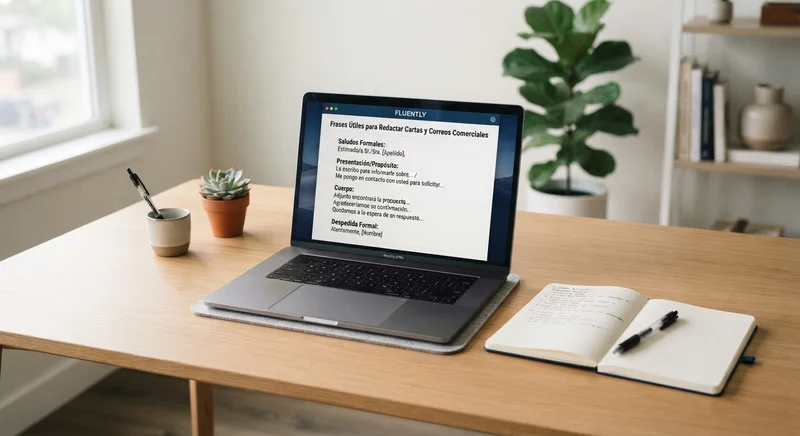 FLUENTLY
Frases Útiles para Redactar Cartas y Correos Comerciales
Saludos Formales:
Estimado/a Sr./Sra. [Apellido],
Presentación/Propósito:
Le escribo para informarle sobre... /
Me pongo en contacto con usted para solicitar...
Cuerpo:
Adjunto encontrará la
Agradeceríamos su
Quedamos a la espera de su respuesta...
Despedida Formal:
Atentamente, [Nombre]